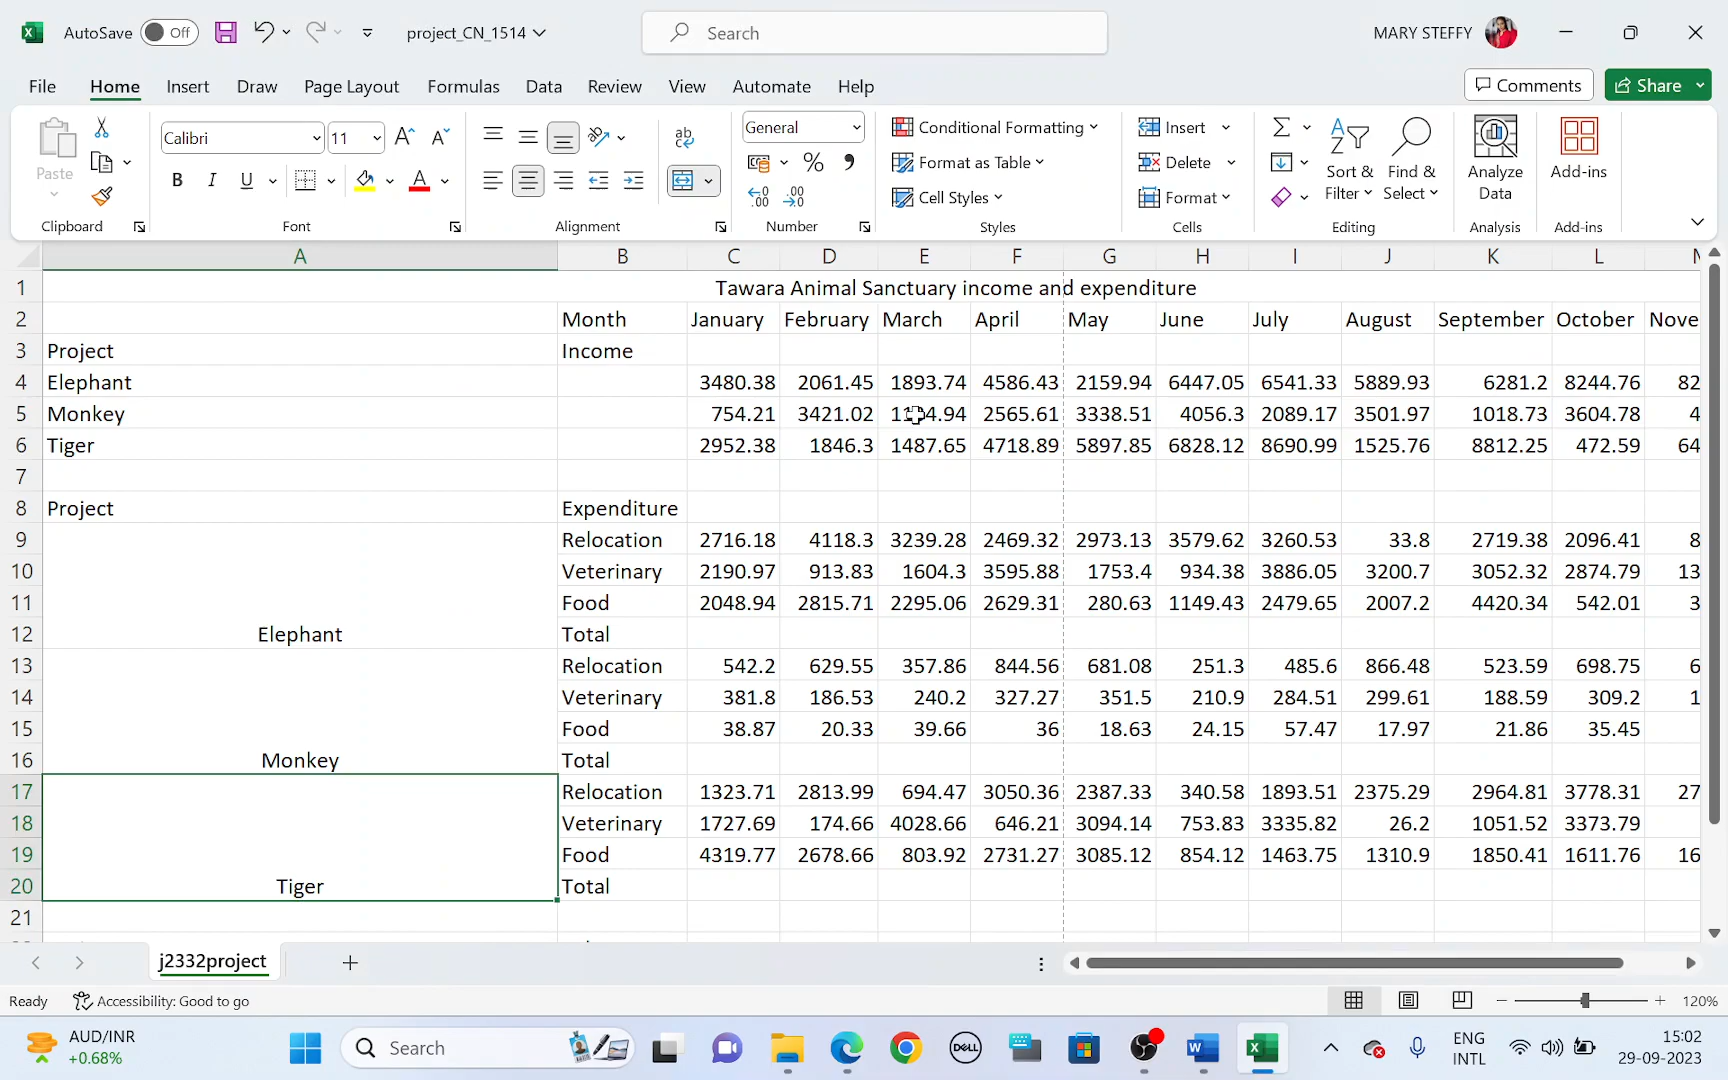 AutoSave Off project_CN_1514 Search MARY STEFFY
File Home Insert Draw Page Layout Formulas Data Review View Automate Help Comments Share
Paste Calibri 11 General Conditional Formatting Insert Sort & Find & Analyze Add-ins
B I U A ab % Format as Table Delete Filter Select Data
Cell Styles Format
Clipboard Font Alignment Number Styles Cells Editing Analysis Add-ins
A B C D E F G H I J K L
1 Tawara Animal Sanctuary income and expenditure
2 Month January February March April May June July August September October Nove
3 Project Income
4 Elephant 3480.38 2061.45 1893.74 4586.43 2159.94 6447.05 6541.33 5889.93 6281.2 8244.76 82
5 Monkey 754.21 3421.02 2565.61 3338.51 4056.3 2089.17 3501.97 1018.73 3604.78 4
6 Tiger 2952.38 1846.3 1487.65 4718.89 5897.85 6828.12 8690.99 1525.76 8812.25 472.59 64
7
8 Project Expenditure
9 Relocation 2716.18 4118.3 3239.28 2469.32 2973.13 3579.62 3260.53 33.8 2719.38 2096.41 8
10 Veterinary 2190.97 913.83 1604.3 3595.88 1753.4 934.38 3886.05 3200.7 3052.32 2874.79 13
11 Food 2048.94 2815.71 2295.06 2629.31 280.63 1149.43 2479.65 2007.2 4420.34 542.01 3
12 Elephant Total
13 Relocation 542.2 629.55 357.86 844.56 681.08 251.3 485.6 866.48 523.59 698.75 6
14 Veterinary 381.8 186.53 240.2 327.27 351.5 210.9 284.51 299.61 188.59 309.2 1
15 Food 38.87 20.33 39.66 36 18.63 24.15 57.47 17.97 21.86 35.45
16 Monkey Total
17 Relocation 1323.71 2813.99 694.47 3050.36 2387.33 340.58 1893.51 2375.29 2964.81 3778.31 27
18 Veterinary 1727.69 174.66 4028.66 646.21 3094.14 753.83 3335.82 26.2 1051.52 3373.79
19 Food 4319.77 2678.66 803.92 2731.27 3085.12 854.12 1463.75 1310.9 1850.41 1611.76 16
20 Tiger Total
21
j2332project
Ready Accessibility: Good to go 120%
AUD/INR +0.68% Search DELL ENG INTL 15:02 29-09-2023